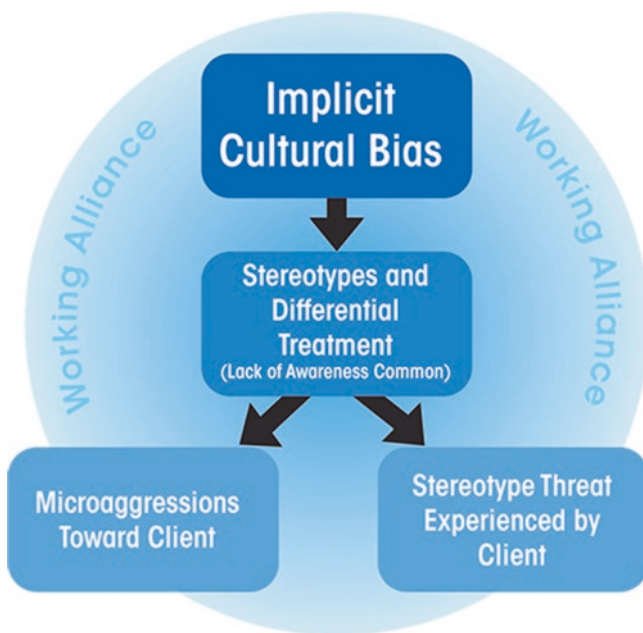 Implicit
Cultural Bias
Working Alliance
Working Alliance
Stereotypes and
Differential
Treatment
(Lack of Awareness Common)
Microaggressions
Toward Client
Stereotype Threat
Experienced by
Client